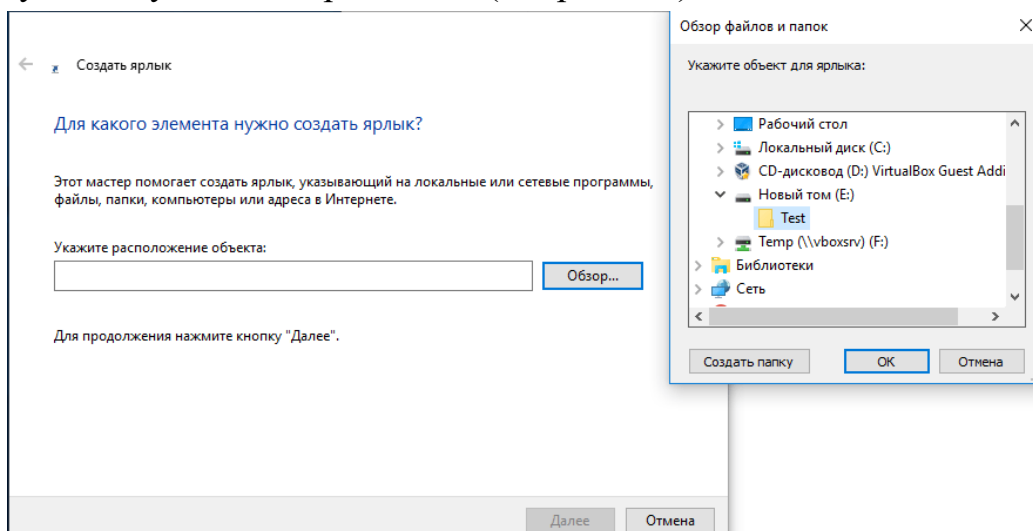 Создать ярлык
Для какого элемента нужно создать ярлык?
Этот мастер помогает создать ярлык, указывающий на локальные или сетевые программы,
файлы, папки, компьютеры или адреса в Интернете.
Укажите расположение объекта:
Обзор...
Для продолжения нажмите кнопку "Далее".
Далее
Отмена
Обзор файлов и папок
Укажите объект для ярлыка:
Рабочий стол
Локальный диск (C:)
CD-дисковод (D:) VirtualBox Guest Addi
Новый том (E:)
Test
Temp (\\vboxsrv) (F:)
Библиотеки
Сеть
Создать папку
ОК
Отмена